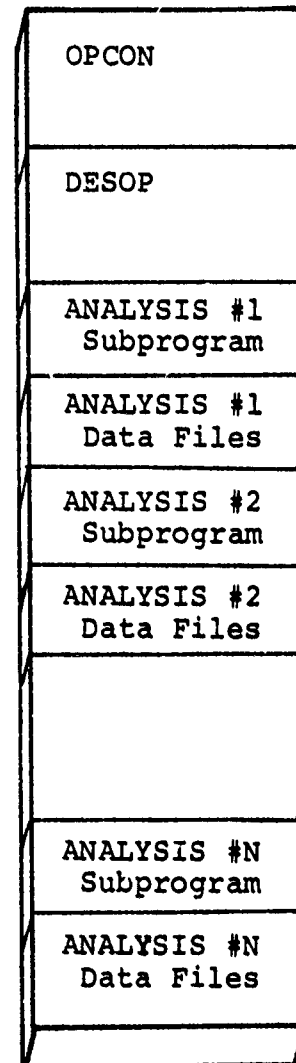 OPCON
DESOP
ANALYSIS #1
Subprogram
ANALYSIS #1
Data Files
ANALYSIS #2
Subprogram
ANALYSIS #2
Data Files
ANALYSIS #N
Subprogram
ANALYSIS #N
Data Files